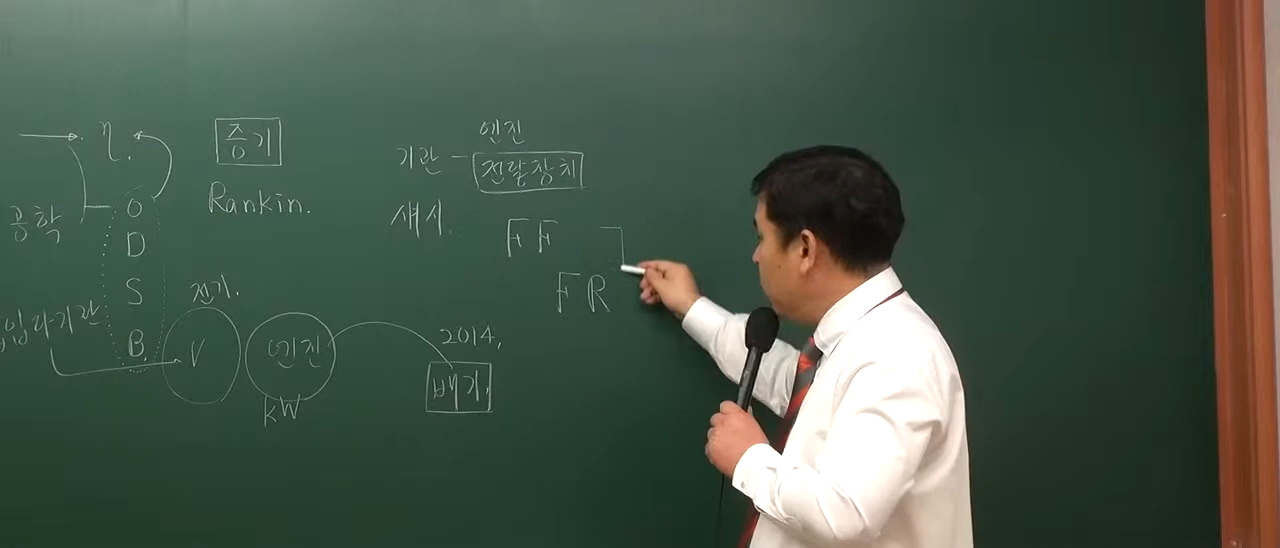 η.
증기
Rankin.
엔진
기관 - 전달장치
섀시.
FF
FR
공학
O
D
S
B.
전기.
V
엔진
kW
2014.
배기.